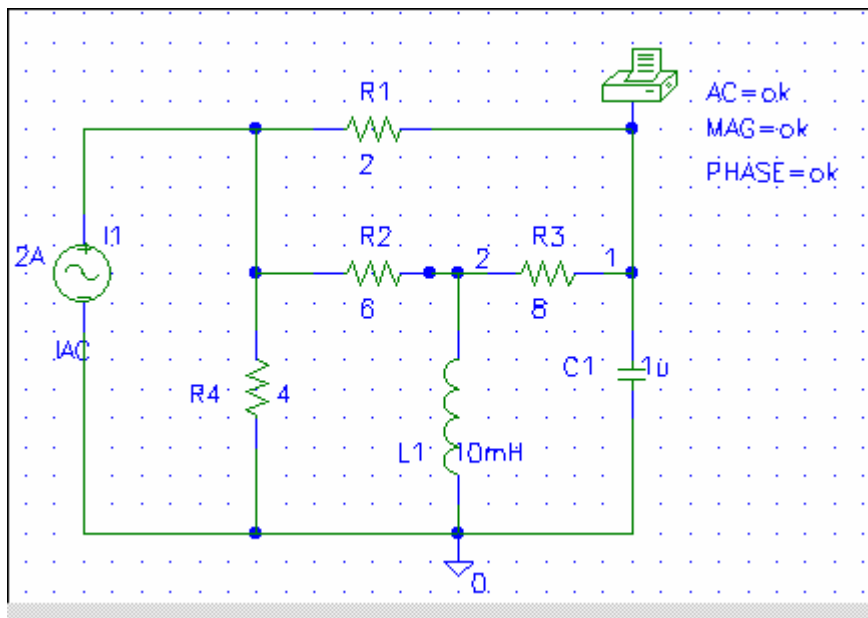 R1
AC=ok
MAG=ok
2
PHASE=ok
I1
2A
R2
2
R3
1
6
8
IAC
R4
4
C1
1u
L1
10mH
0